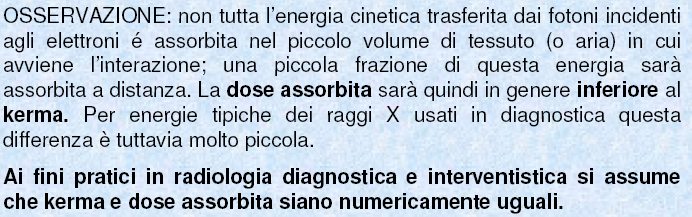 OSSERVAZIONE: non tutta l'energia cinetica trasferita dai fotoni incidenti
agli elettroni é assorbita nel piccolo volume di tessuto (o aria) in cui
avviene l'interazione; una piccola frazione di questa energia sarà
assorbita a distanza. La dose assorbita sarà quindi in genere inferiore al
kerma. Per energie tipiche dei raggi X usati in diagnostica questa
differenza è tuttavia molto piccola.
Ai fini pratici in radiologia diagnostica e interventistica si assume
che kerma e dose assorbita siano numericamente uguali.